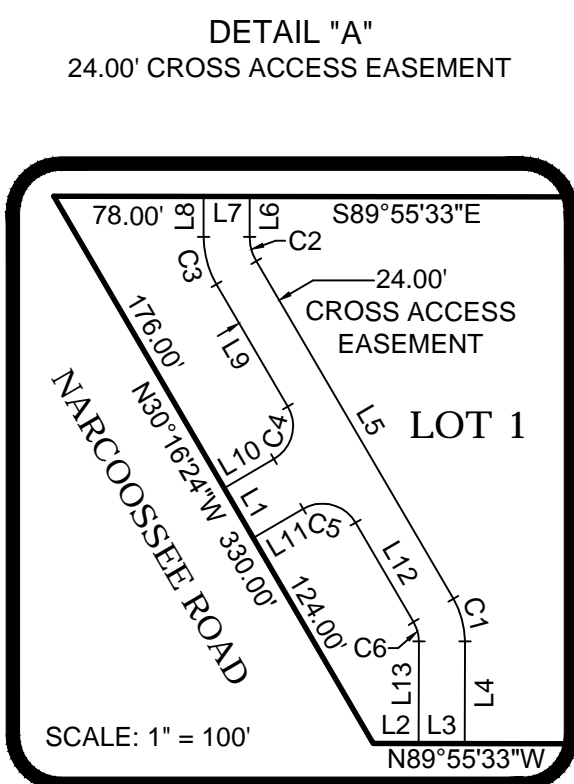 DETAIL "A"
24.00' CROSS ACCESS EASEMENT
78.00'
L8
L7
L6
S89°55'33"E
C2
C3
24.00'
CROSS ACCESS
EASEMENT
176.00'
L9
L5
LOT 1
N30°16'24"W 330.00'
NARCOOSSEE ROAD
C4
L10
L1
L11
C5
L12
124.00'
C1
C6
L13
L4
L2
L3
SCALE: 1" = 100'
N89°55'33"W